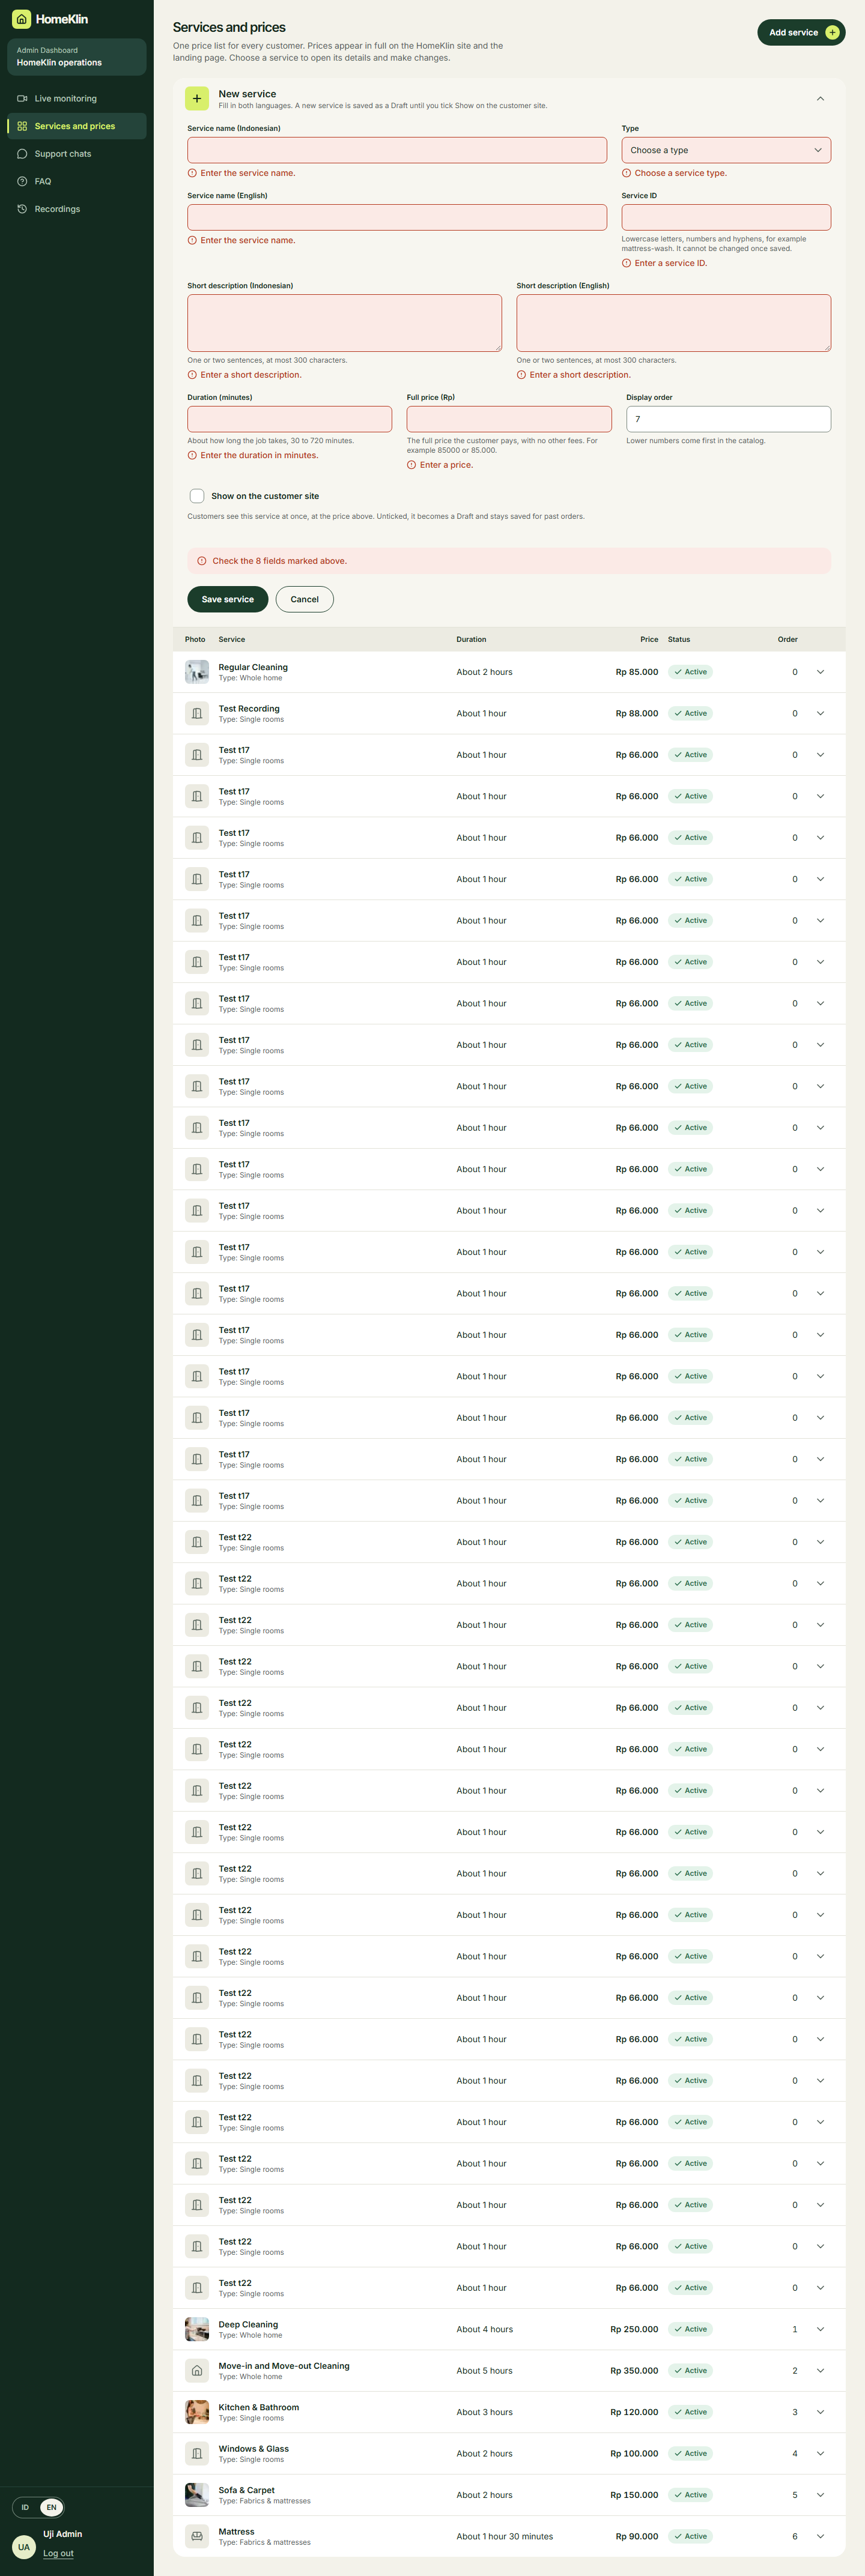 HomeKlin
Admin Dashboard
HomeKlin operations
Live monitoring
Services and prices
Support chats
FAQ
Recordings
Services and prices
One price list for every customer. Prices appear in full on the HomeKlin site and the
landing page. Choose a service to open its details and make changes.
Add service
New service
Fill in both languages. A new service is saved as a Draft until you tick Show on the customer site.
Service name (Indonesian)
Enter the service name.
Type
Choose a type
Choose a service type.
Service name (English)
Enter the service name.
Service ID
Lowercase letters, numbers and hyphens, for example
mattress-wash. It cannot be changed once saved.
Enter a service ID.
Short description (Indonesian)
One or two sentences, at most 300 characters.
Enter a short description.
Short description (English)
One or two sentences, at most 300 characters.
Enter a short description.
Duration (minutes)
About how long the job takes, 30 to 720 minutes.
Enter the duration in minutes.
Full price (Rp)
The full price the customer pays, with no other fees. For
example 85000 or 85.000.
Enter a price.
Display order
7
Lower numbers come first in the catalog.
Show on the customer site
Customers see this service at once, at the price above. Unticked, it becomes a Draft and stays saved for past orders.
Check the 8 fields marked above.
Save service Cancel
Photo Service Duration Price Status Order
Regular Cleaning
Type: Whole home
About 2 hours Rp 85.000 Active 0
Test Recording
Type: Single rooms
About 1 hour Rp 88.000 Active 0
Test t17
Type: Single rooms
About 1 hour Rp 66.000 Active 0
Test t17
Type: Single rooms
About 1 hour Rp 66.000 Active 0
Test t17
Type: Single rooms
About 1 hour Rp 66.000 Active 0
Test t17
Type: Single rooms
About 1 hour Rp 66.000 Active 0
Test t17
Type: Single rooms
About 1 hour Rp 66.000 Active 0
Test t17
Type: Single rooms
About 1 hour Rp 66.000 Active 0
Test t17
Type: Single rooms
About 1 hour Rp 66.000 Active 0
Test t17
Type: Single rooms
About 1 hour Rp 66.000 Active 0
Test t17
Type: Single rooms
About 1 hour Rp 66.000 Active 0
Test t17
Type: Single rooms
About 1 hour Rp 66.000 Active 0
Test t17
Type: Single rooms
About 1 hour Rp 66.000 Active 0
Test t17
Type: Single rooms
About 1 hour Rp 66.000 Active 0
Test t17
Type: Single rooms
About 1 hour Rp 66.000 Active 0
Test t17
Type: Single rooms
About 1 hour Rp 66.000 Active 0
Test t17
Type: Single rooms
About 1 hour Rp 66.000 Active 0
Test t17
Type: Single rooms
About 1 hour Rp 66.000 Active 0
Test t17
Type: Single rooms
About 1 hour Rp 66.000 Active 0
Test t17
Type: Single rooms
About 1 hour Rp 66.000 Active 0
Test t17
Type: Single rooms
About 1 hour Rp 66.000 Active 0
Test t22
Type: Single rooms
About 1 hour Rp 66.000 Active 0
Test t22
Type: Single rooms
About 1 hour Rp 66.000 Active 0
Test t22
Type: Single rooms
About 1 hour Rp 66.000 Active 0
Test t22
Type: Single rooms
About 1 hour Rp 66.000 Active 0
Test t22
Type: Single rooms
About 1 hour Rp 66.000 Active 0
Test t22
Type: Single rooms
About 1 hour Rp 66.000 Active 0
Test t22
Type: Single rooms
About 1 hour Rp 66.000 Active 0
Test t22
Type: Single rooms
About 1 hour Rp 66.000 Active 0
Test t22
Type: Single rooms
About 1 hour Rp 66.000 Active 0
Test t22
Type: Single rooms
About 1 hour Rp 66.000 Active 0
Test t22
Type: Single rooms
About 1 hour Rp 66.000 Active 0
Test t22
Type: Single rooms
About 1 hour Rp 66.000 Active 0
Test t22
Type: Single rooms
About 1 hour Rp 66.000 Active 0
Test t22
Type: Single rooms
About 1 hour Rp 66.000 Active 0
Test t22
Type: Single rooms
About 1 hour Rp 66.000 Active 0
Test t22
Type: Single rooms
About 1 hour Rp 66.000 Active 0
Test t22
Type: Single rooms
About 1 hour Rp 66.000 Active 0
Test t22
Type: Single rooms
About 1 hour Rp 66.000 Active 0
Test t22
Type: Single rooms
About 1 hour Rp 66.000 Active 0
Deep Cleaning
Type: Whole home
About 4 hours Rp 250.000 Active 1
Move-in and Move-out Cleaning
Type: Whole home
About 5 hours Rp 350.000 Active 2
Kitchen & Bathroom
Type: Single rooms
About 3 hours Rp 120.000 Active 3
Windows & Glass
Type: Single rooms
About 2 hours Rp 100.000 Active 4
Sofa & Carpet
Type: Fabrics & mattresses
About 2 hours Rp 150.000 Active 5
Mattress
Type: Fabrics & mattresses
About 1 hour 30 minutes Rp 90.000 Active 6
ID EN
UA
Uji Admin
Log out